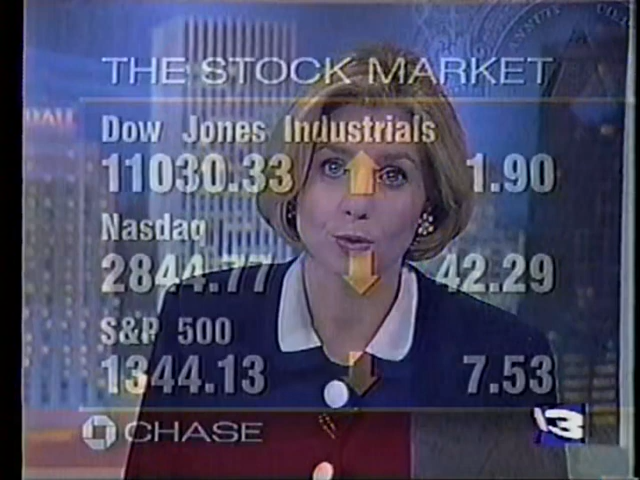 THE STOCK MARKET
Dow Jones Industrials
11030.33 1.90
Nasdaq
2844.77 42.29
S&P 500
1344.13 7.53
CHASE
13